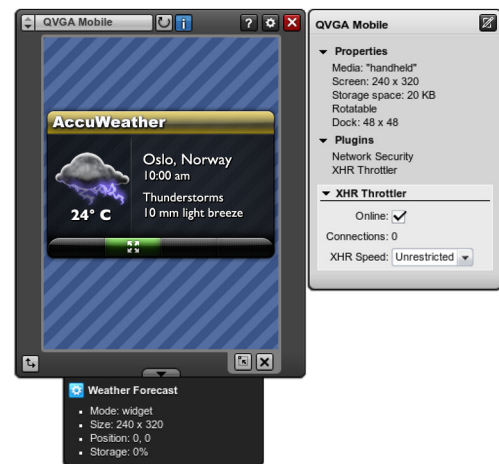 QVGA Mobile
i
?
AccuWeather
Oslo, Norway
10:00 am
Thunderstorms
10 mm light breeze
24° C
Weather Forecast
Mode: widget
Size: 240 x 320
Position: 0, 0
Storage: 0%
QVGA Mobile
Properties
Media: "handheld"
Screen: 240 x 320
Storage space: 20 KB
Rotatable
Dock: 48 x 48
Plugins
Network Security
XHR Throttler
XHR Throttler
Online:
Connections: 0
XHR Speed: Unrestricted